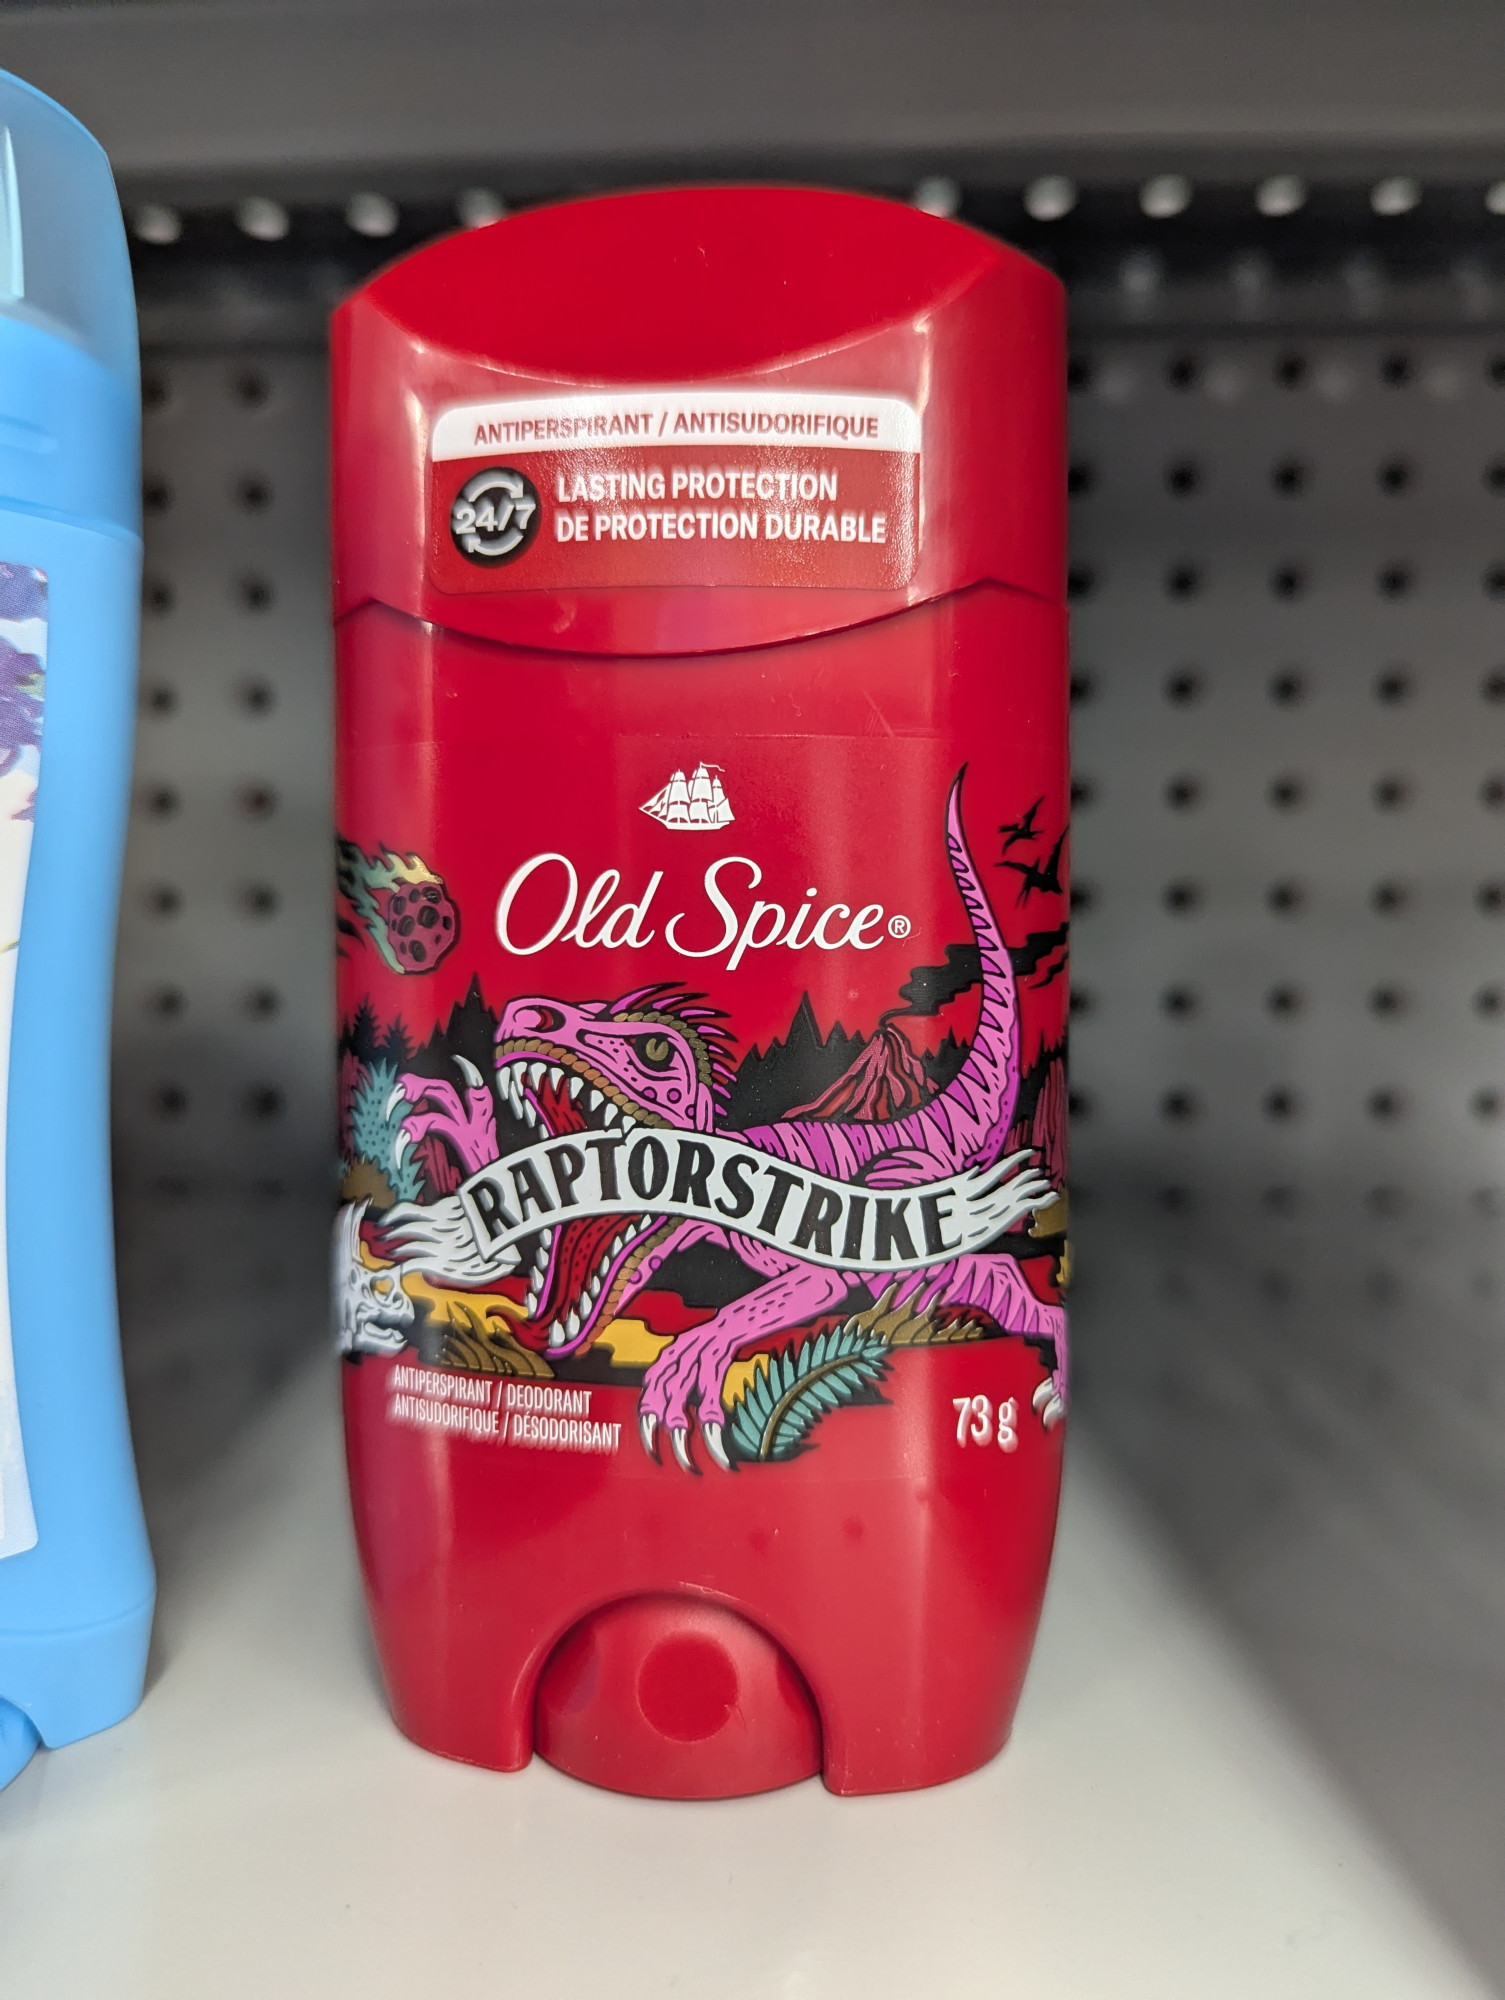 ANTIPERSPIRANT / ANTISUDORIFIQUE
24/7
LASTING PROTECTION
DE PROTECTION DURABLE
Old Spice®
RAPTORSTRIKE
ANTIPERSPIRANT / DEODORANT
ANTISUDORIFIQUE / DÉSODORISANT
73 g